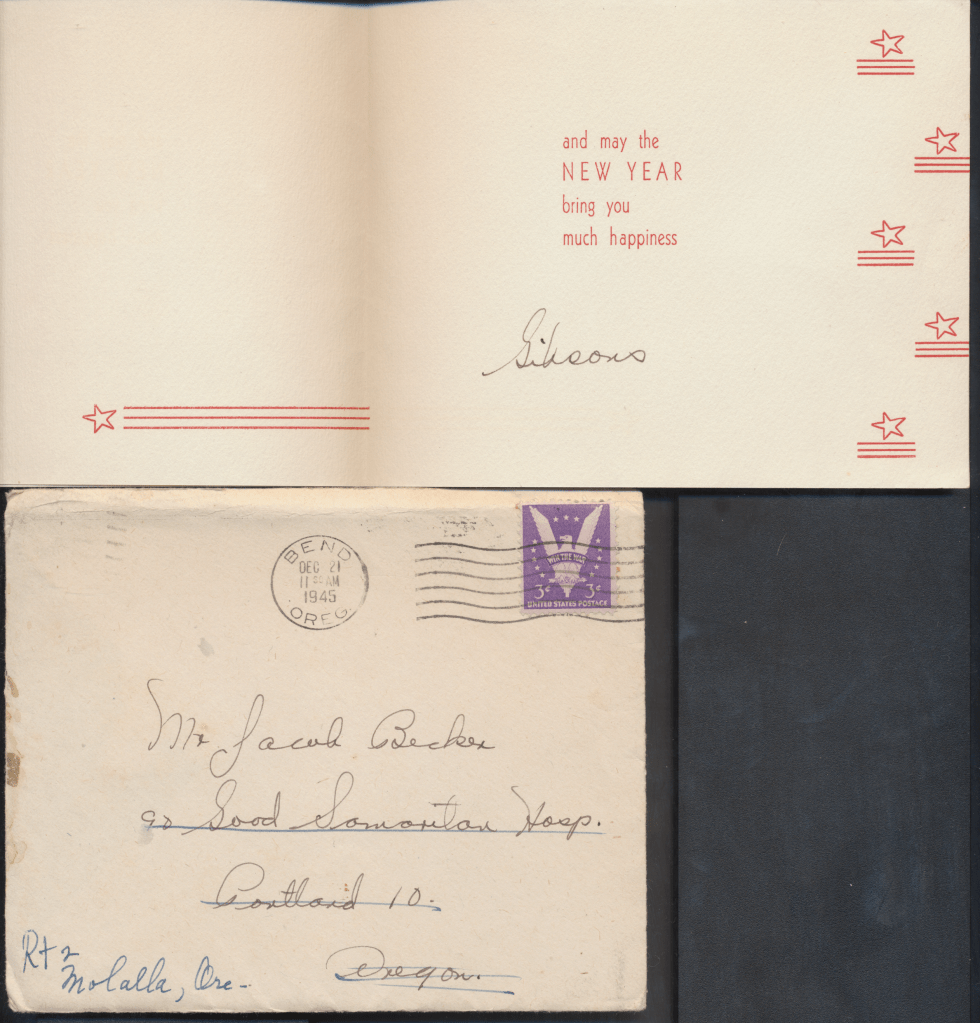 and may the
NEW YEAR
bring you
much happiness
Gibsons
BEND
DEC 21
11 AM
1945
OREG.
WIN THE WAR
3¢ 3¢
UNITED STATES POSTAGE
Mr Jacob Becker
℅ Good Samaritan Hosp.
Portland 10.
Oregon.
Rt 2
Molalla, Ore-